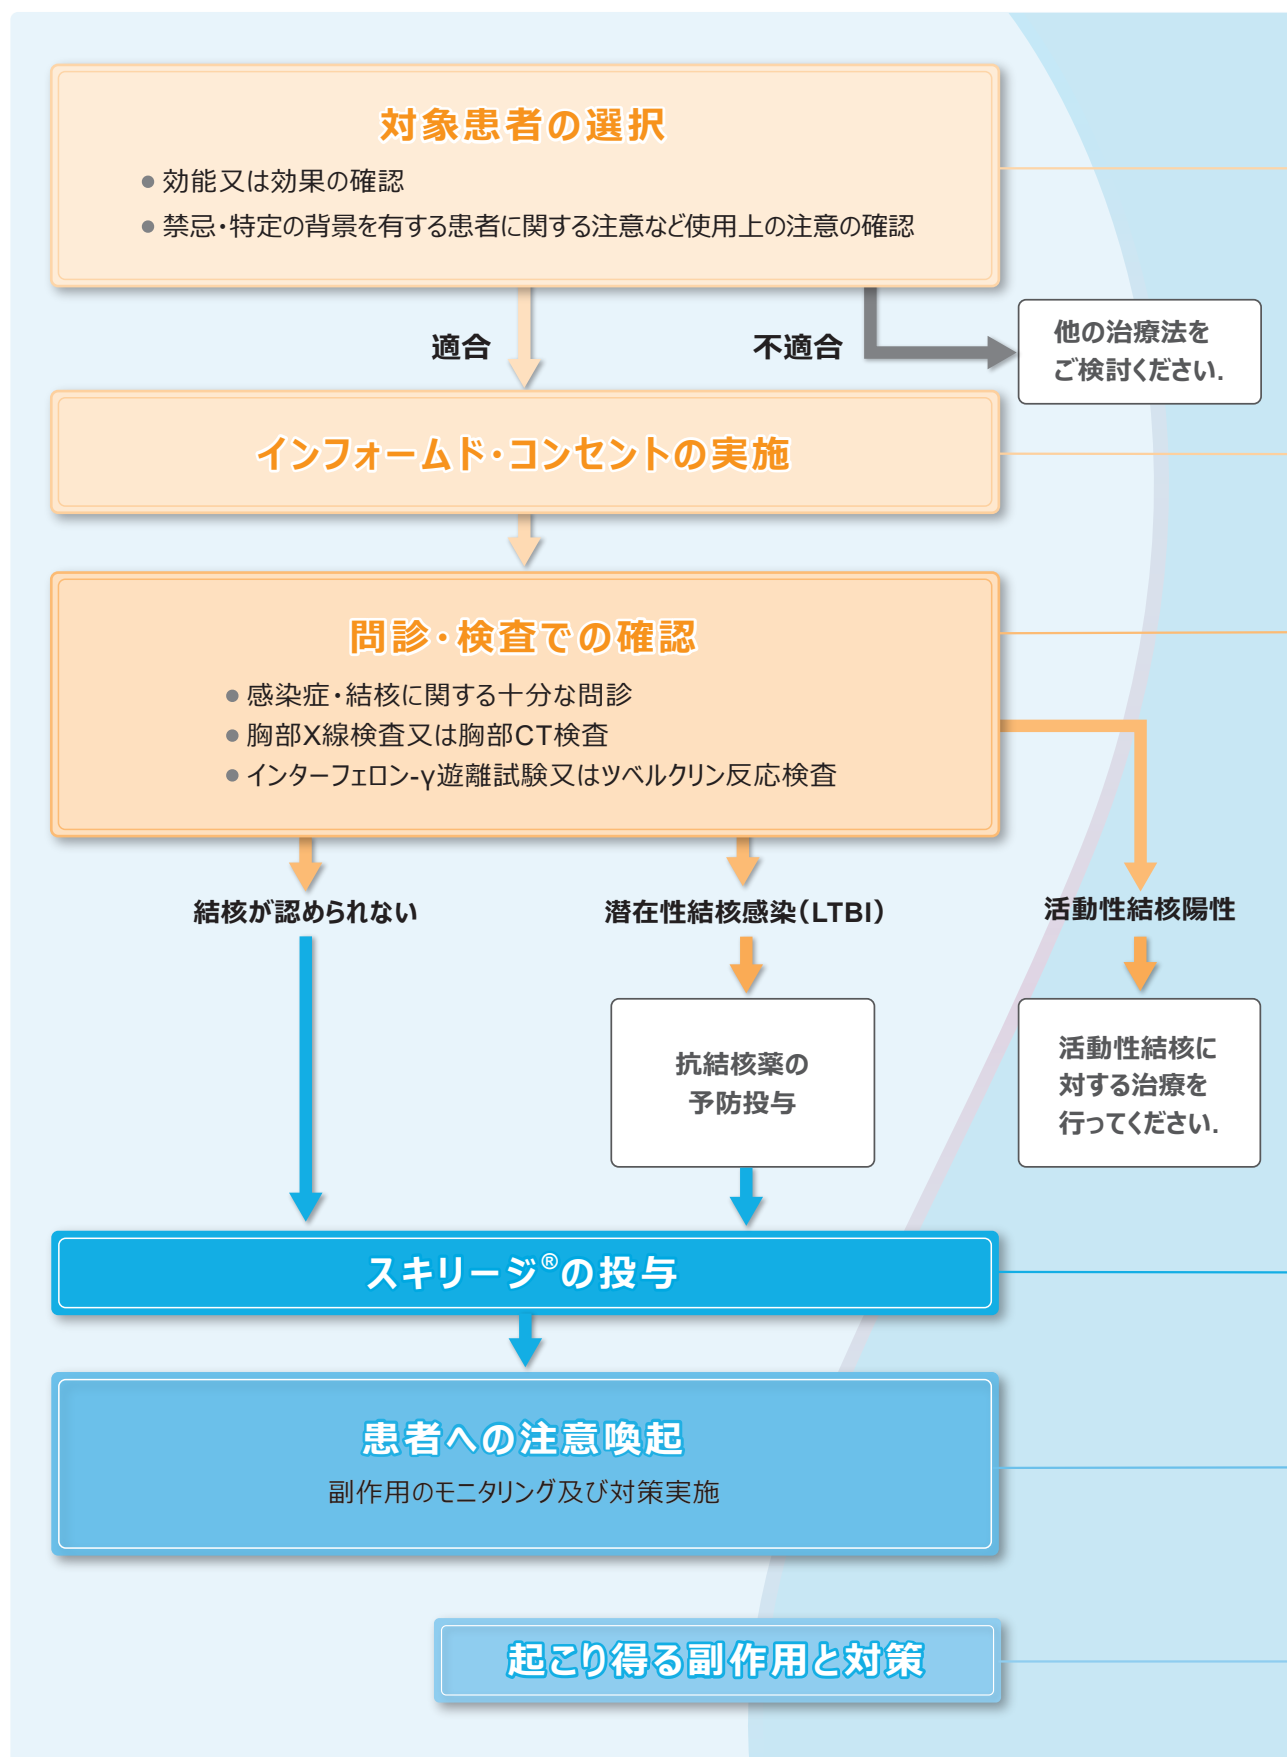 対象患者の選択
● 効能又は効果の確認
● 禁忌・特定の背景を有する患者に関する注意など使用上の注意の確認
適合
不適合
他の治療法を
ご検討ください.
インフォームド・コンセントの実施
問診・検査での確認
● 感染症・結核に関する十分な問診
● 胸部X線検査又は胸部CT検査
● インターフェロン-γ遊離試験又はツベルクリン反応検査
結核が認められない
潜在性結核感染(LTBI)
活動性結核陽性
抗結核薬の
予防投与
活動性結核に
対する治療を
行ってください.
スキリージ®の投与
患者への注意喚起
副作用のモニタリング及び対策実施
起こり得る副作用と対策